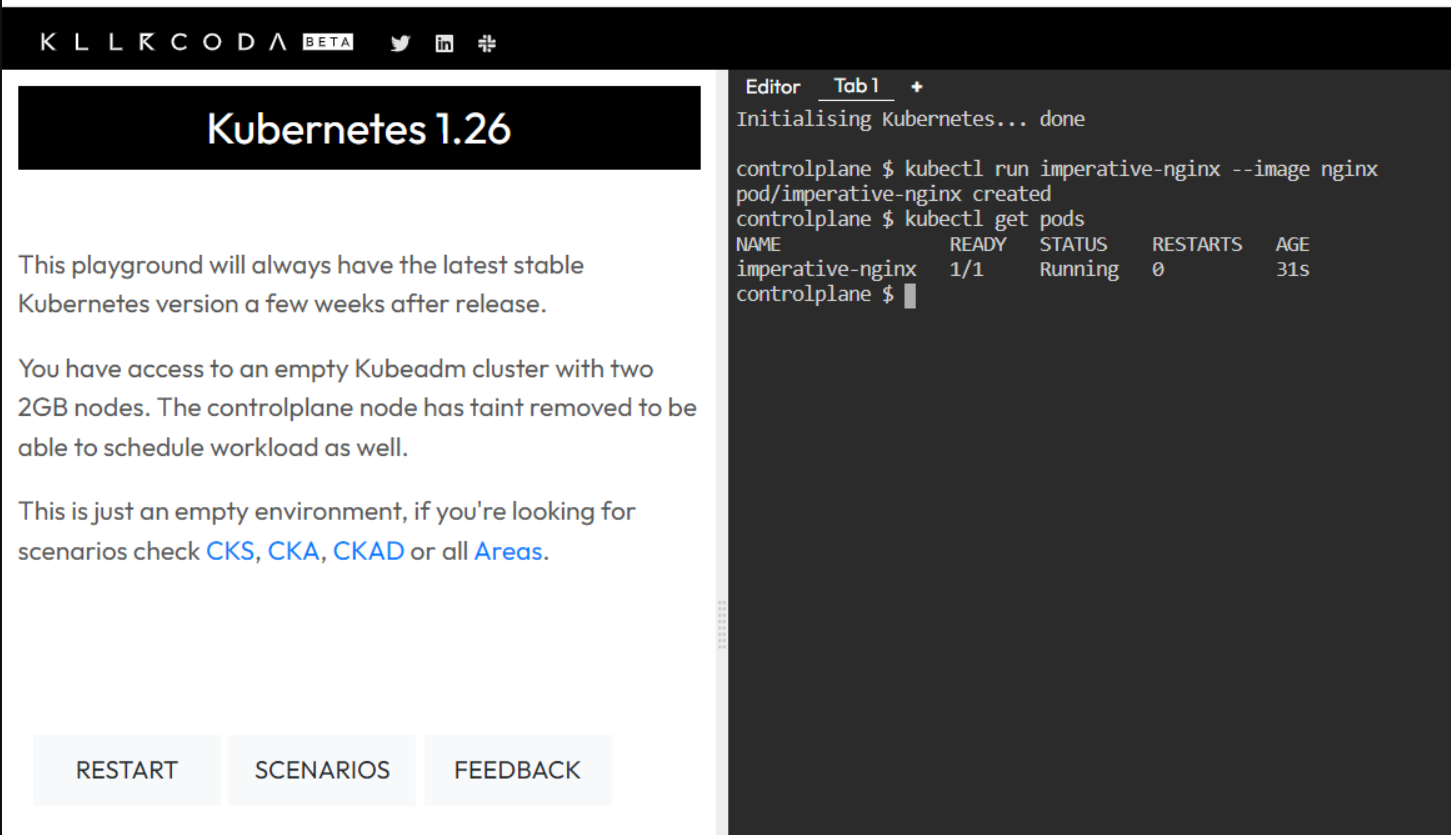 KLLRCODA BETA
Kubernetes 1.26
This playground will always have the latest stable
Kubernetes version a few weeks after release.
You have access to an empty Kubeadm cluster with two
2GB nodes. The controlplane node has taint removed to be
able to schedule workload as well.
This is just an empty environment, if you're looking for
scenarios check CKS, CKA, CKAD or all Areas.
RESTART SCENARIOS FEEDBACK
Editor Tab 1 +
Initialising Kubernetes... done
controlplane $ kubectl run imperative-nginx --image nginx
pod/imperative-nginx created
controlplane $ kubectl get pods
NAME READY STATUS RESTARTS AGE
imperative-nginx 1/1 Running 0 31s
controlplane $